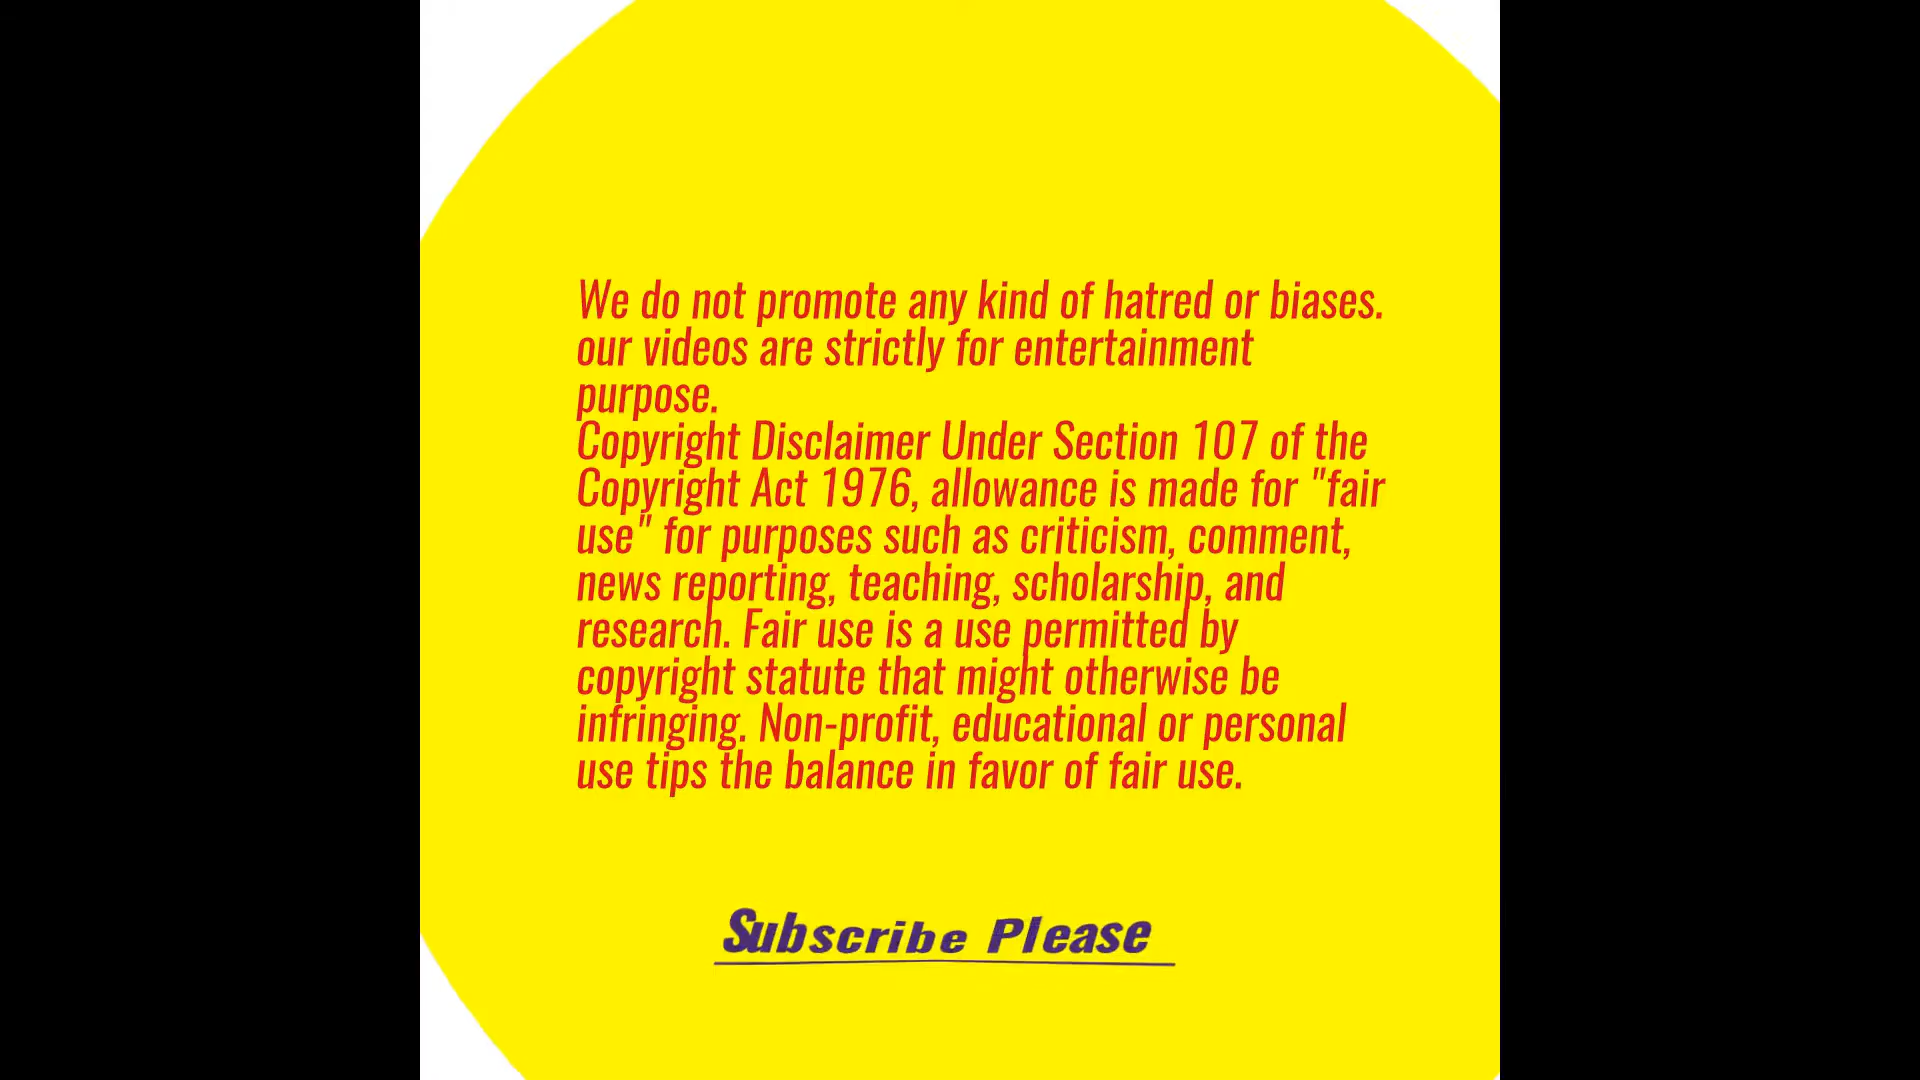 We do not promote any kind of hatred or biases.
our videos are strictly for entertainment
purpose.
Copyright Disclaimer Under Section 107 of the
Copyright Act 1976, allowance is made for "fair
use" for purposes such as criticism, comment,
news reporting, teaching, scholarship, and
research. Fair use is a use permitted by
copyright statute that might otherwise be
infringing. Non-profit, educational or personal
use tips the balance in favor of fair use.
Subscribe Please